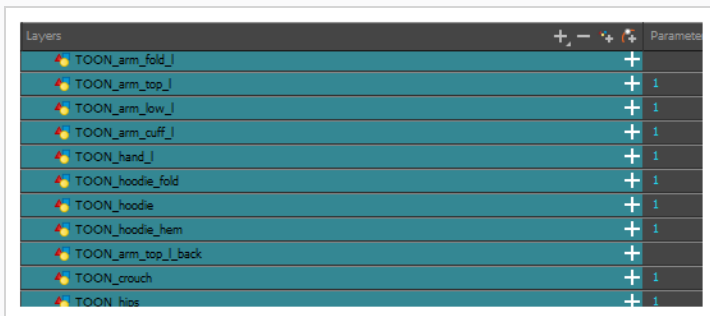 Layers Paramete
TOON_arm_fold_l
TOON_arm_top_l 1
TOON_arm_low_l 1
TOON_arm_cuff_l 1
TOON_hand_l 1
TOON_hoodie_fold 1
TOON_hoodie 1
TOON_hoodie_hem 1
TOON_arm_top_l_back
TOON_crouch 1
TOON_hips 1